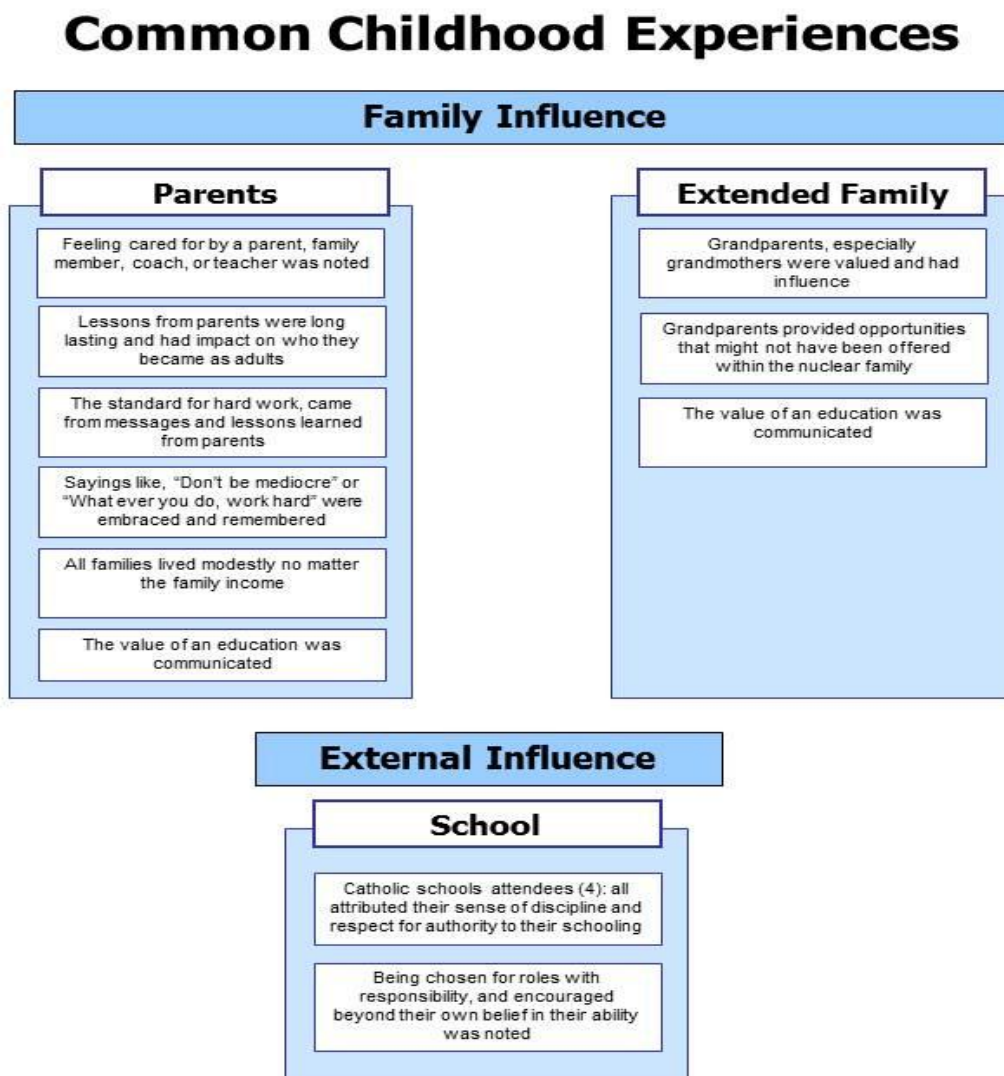 Common Childhood Experiences
Family Influence
Parents
Feeling cared for by a parent, family
member, coach, or teacher was noted
Lessons from parents were long
lasting and had impact on who they
became as adults
The standard for hard work, came
from messages and lessons learned
from parents
Sayings like, “Don’t be mediocre” or
“What ever you do, work hard” were
embraced and remembered
All families lived modestly no matter
the family income
The value of an education was
communicated
Extended Family
Grandparents, especially
grandmothers were valued and had
influence
Grandparents provided opportunities
that might not have been offered
within the nuclear family
The value of an education was
communicated
External Influence
School
Catholic schools attendees (4): all
attributed their sense of discipline and
respect for authority to their schooling
Being chosen for roles with
responsibility, and encouraged
beyond their own belief in their ability
was noted